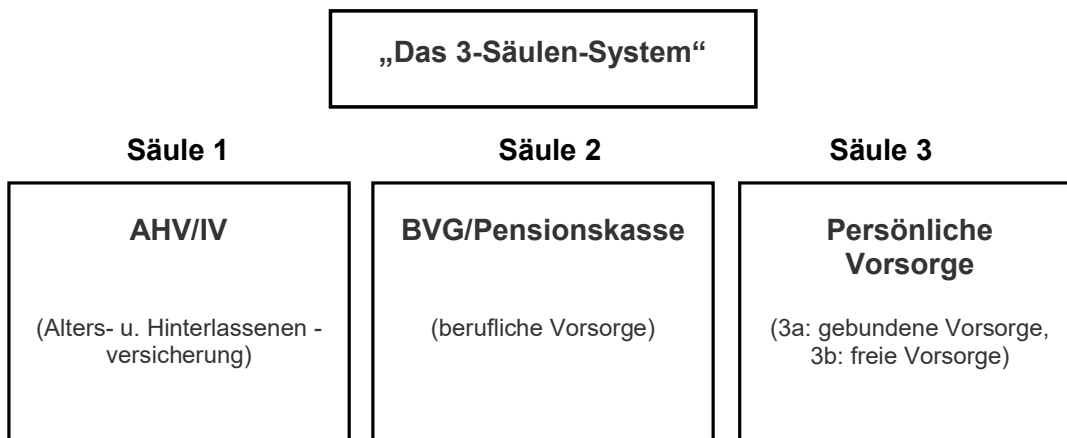 „Das 3-Säulen-System“
Säule 1
Säule 2
Säule 3
AHV/IV
(Alters- u. Hinterlassenen -
versicherung)
BVG/Pensionskasse
(berufliche Vorsorge)
Persönliche
Vorsorge
(3a: gebundene Vorsorge,
3b: freie Vorsorge)